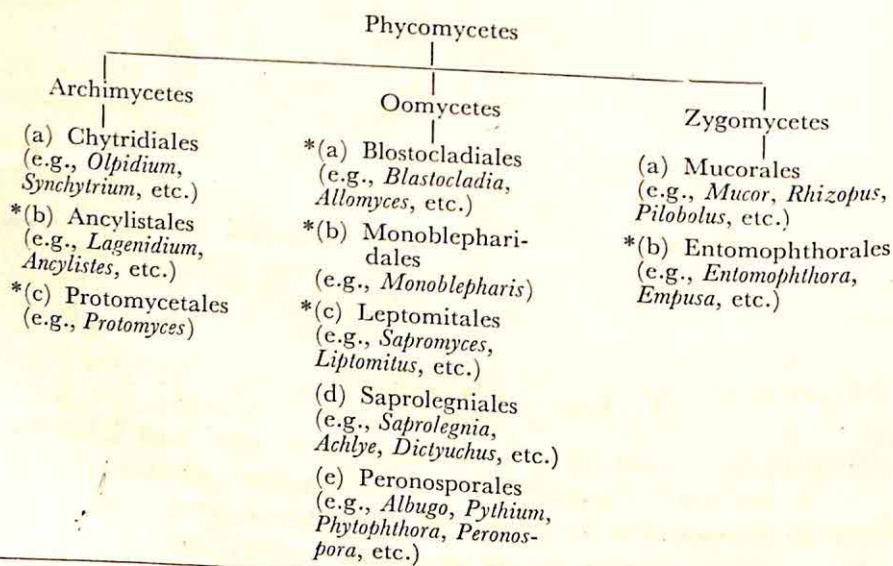 Phycomycetes
Archimycetes
(a) Chytridiales
(e.g., Olpidium,
Synchytrium, etc.)
*(b) Ancylistales
(e.g., Lagenidium,
Ancylistes, etc.)
*(c) Protomycetales
(e.g., Protomyces)
Oomycetes
*(a) Blostocladiales
(e.g., Blastocladia,
Allomyces, etc.)
*(b) Monoblephari-
dales
(e.g., Monoblepharis)
*(c) Leptomitales
(e.g., Sapromyces,
Liptomitus, etc.)
(d) Saprolegniales
(e.g., Saprolegnia,
Achlye, Dictyuchus, etc.)
(e) Peronosporales
(e.g., Albugo, Pythium,
Phytophthora, Peronos-
pora, etc.)
Zygomycetes
(a) Mucorales
(e.g., Mucor, Rhizopus,
Pilobolus, etc.)
*(b) Entomophthorales
(e.g., Entomophthora,
Empusa, etc.)